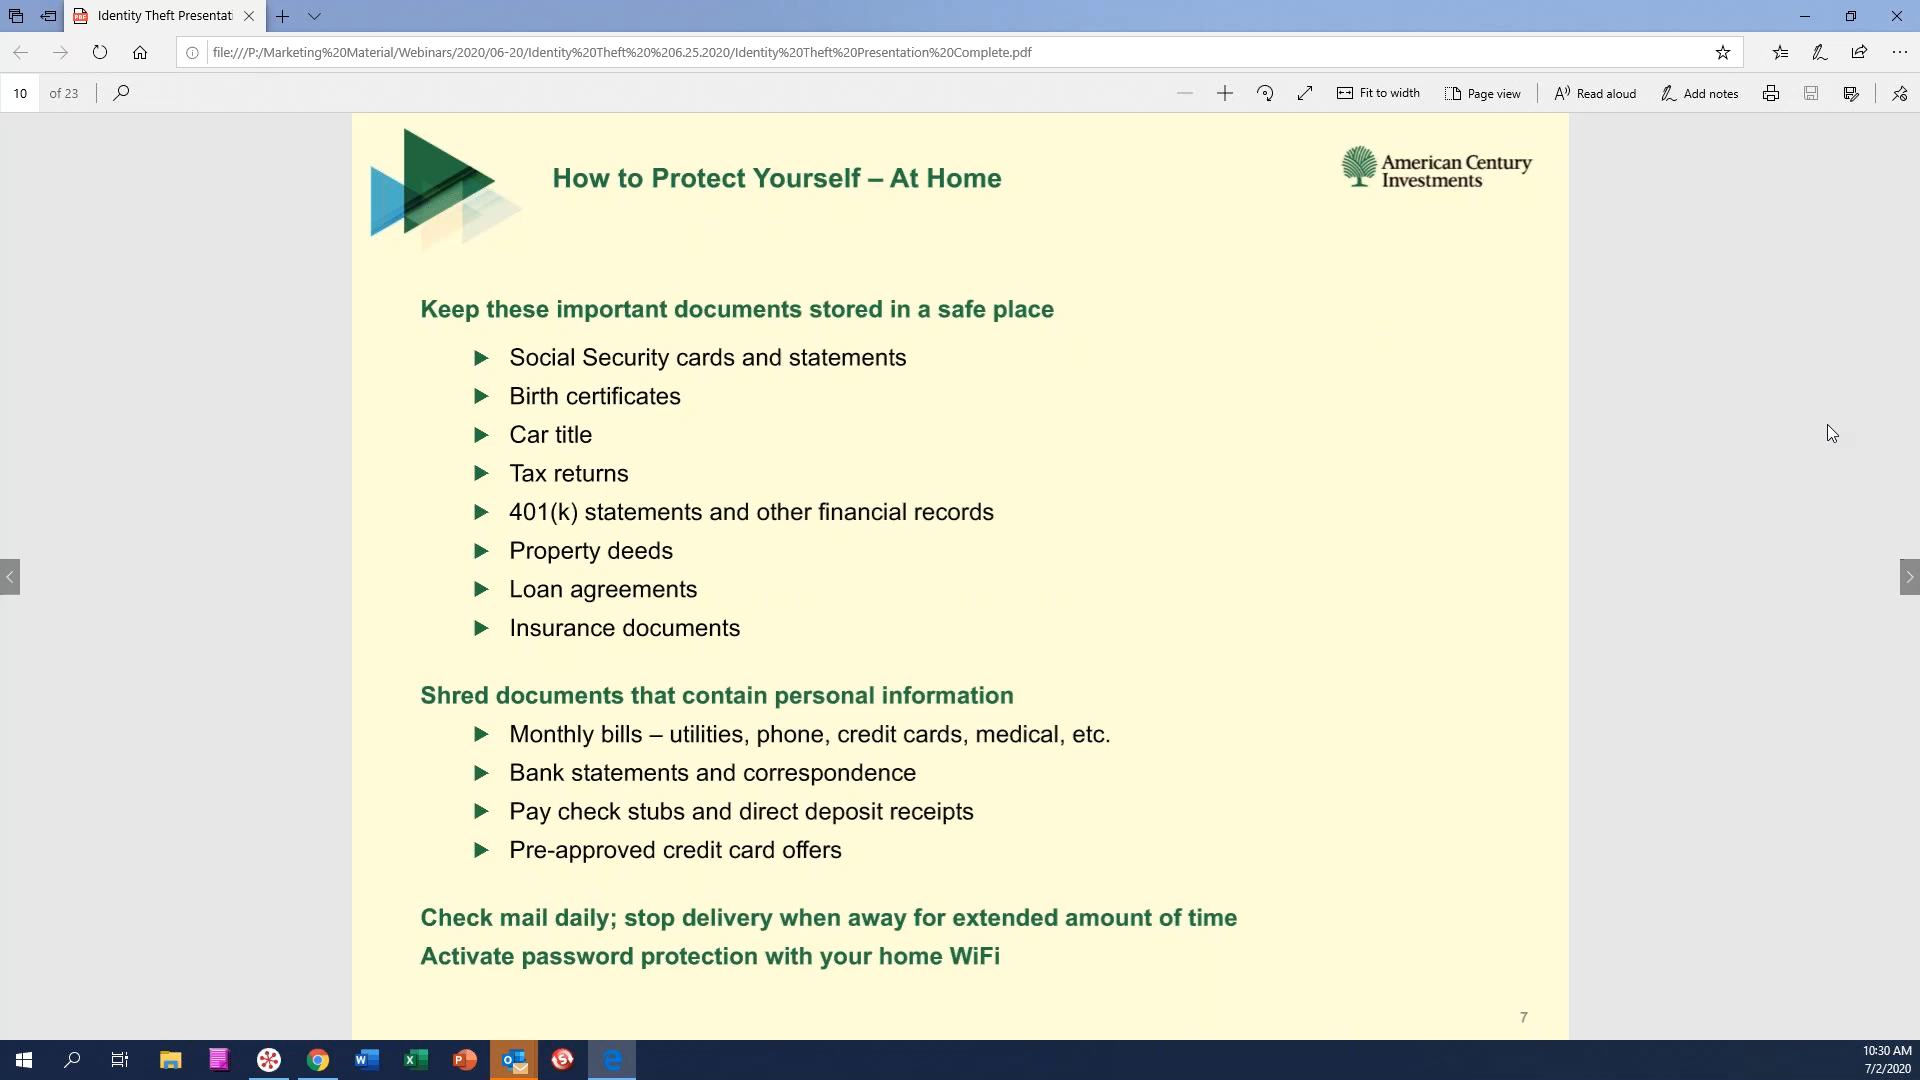 Identity Theft Presentati
file:///P:/Marketing%20Material/Webinars/2020/06-20/Identity%20Theft%20%206.25.2020/Identity%20Theft%20Presentation%20Complete.pdf
10 of 23
Fit to width
Page view
Read aloud
Add notes
How to Protect Yourself – At Home
American Century
Investments
Keep these important documents stored in a safe place
Social Security cards and statements
Birth certificates
Car title
Tax returns
401(k) statements and other financial records
Property deeds
Loan agreements
Insurance documents
Shred documents that contain personal information
Monthly bills – utilities, phone, credit cards, medical, etc.
Bank statements and correspondence
Pay check stubs and direct deposit receipts
Pre-approved credit card offers
Check mail daily; stop delivery when away for extended amount of time
Activate password protection with your home WiFi
7
10:30 AM
7/2/2020